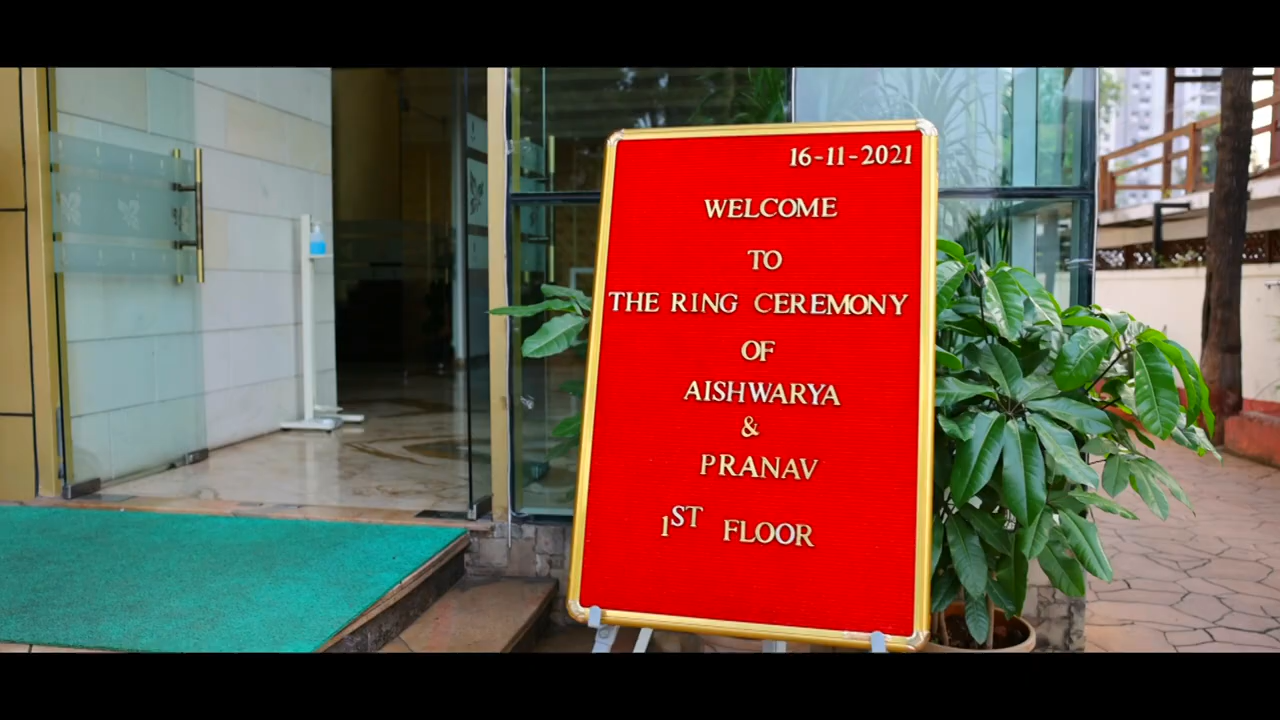 16-11-2021
WELCOME
TO
THE RING CEREMONY
OF
AISHWARYA
&
PRANAV
1ST FLOOR